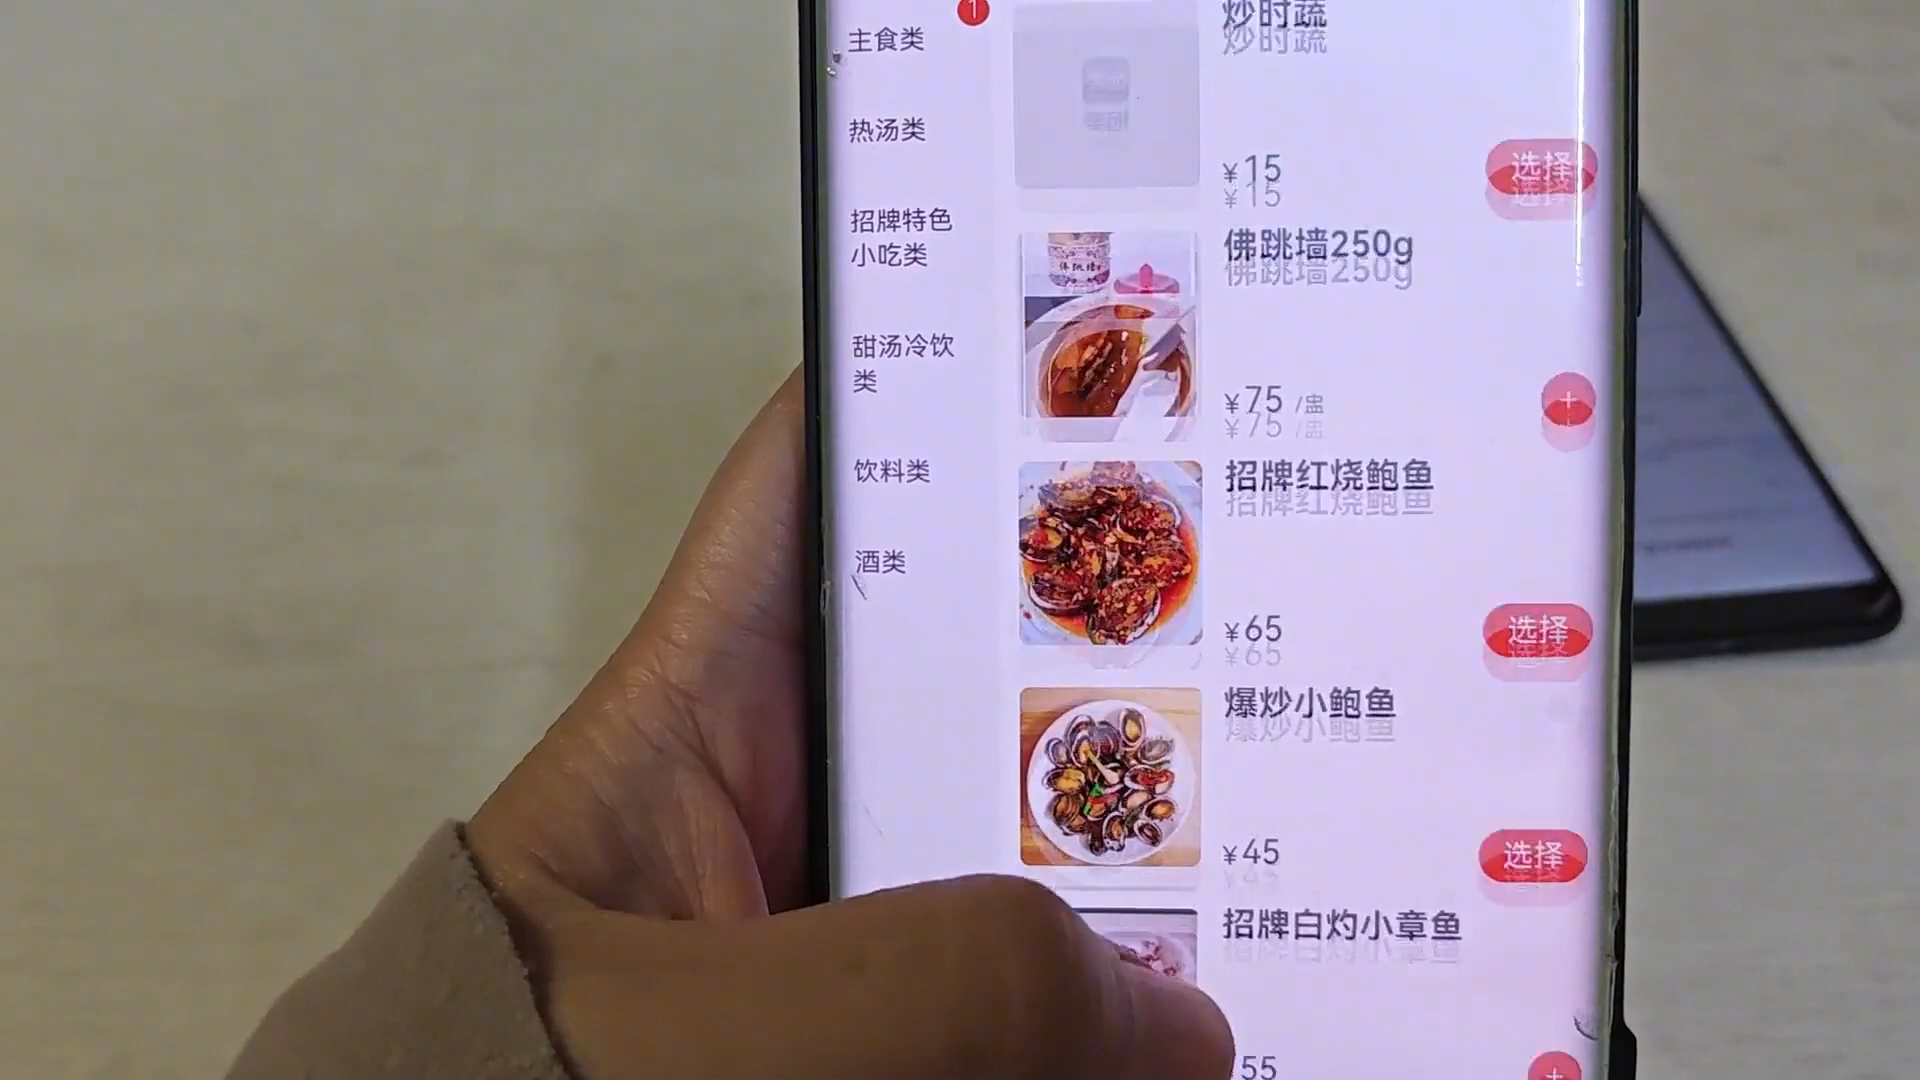 1
主食类
热汤类
招牌特色
小吃类
甜汤冷饮
类
饮料类
酒类
炒时蔬
¥15
选择
佛跳墙250g
¥75 /盅
+
招牌红烧鲍鱼
¥65
选择
爆炒小鲍鱼
¥45
选择
招牌白灼小章鱼
55
+